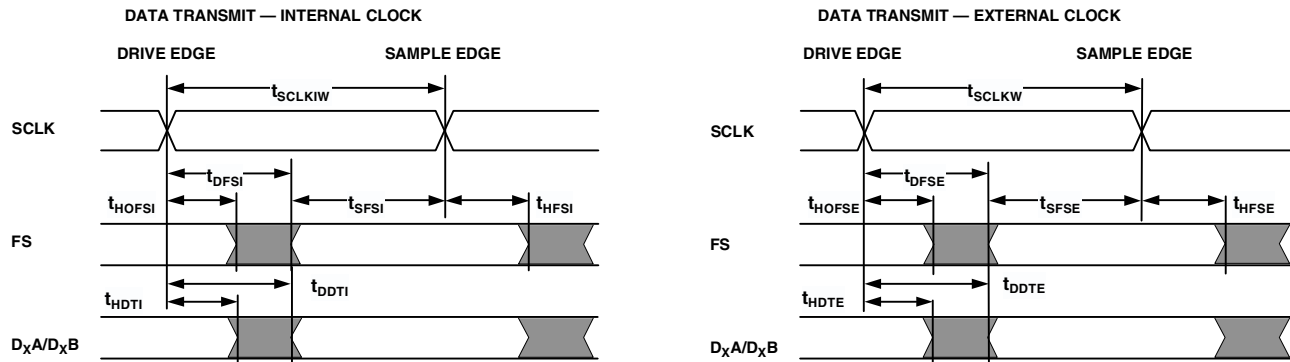 DATA TRANSMIT — INTERNAL CLOCK
DRIVE EDGE
SAMPLE EDGE
tSCLKIW
SCLK
tDFSI
tHOFSI
tSFSI
tHFSI
FS
tDDTI
tHDTI
DXA/DXB
DATA TRANSMIT — EXTERNAL CLOCK
DRIVE EDGE
SAMPLE EDGE
tSCLKW
SCLK
tDFSE
tHOFSE
tSFSE
tHFSE
FS
tDDTE
tHDTE
DXA/DXB